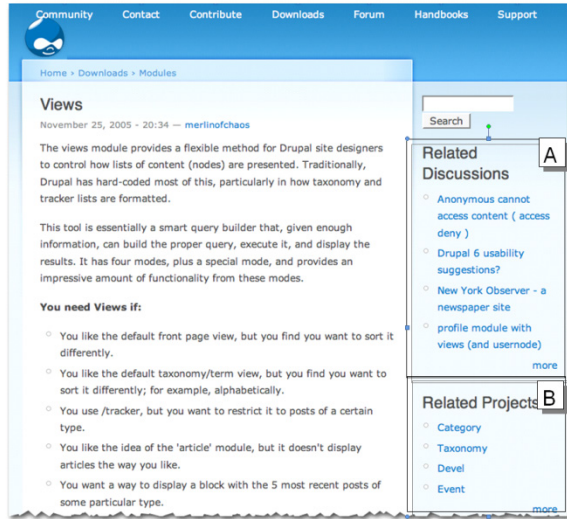 Community Contact Contribute Downloads Forum Handbooks Support
Home › Downloads › Modules
Views
November 25, 2005 - 20:34 — merlinofchaos
The views module provides a flexible method for Drupal site designers
to control how lists of content (nodes) are presented. Traditionally,
Drupal has hard-coded most of this, particularly in how taxonomy and
tracker lists are formatted.
This tool is essentially a smart query builder that, given enough
information, can build the proper query, execute it, and display the
results. It has four modes, plus a special mode, and provides an
impressive amount of functionality from these modes.
You need Views if:
You like the default front page view, but you find you want to sort it
differently.
You like the default taxonomy/term view, but you find you want to
sort it differently; for example, alphabetically.
You use /tracker, but you want to restrict it to posts of a certain
type.
You like the idea of the 'article' module, but it doesn't display
articles the way you like.
You want a way to display a block with the 5 most recent posts of
some particular type.
Search
A
Related
Discussions
Anonymous cannot
access content ( access
deny )
Drupal 6 usability
suggestions?
New York Observer - a
newspaper site
profile module with
views (and usernode)
more
B
Related Projects
Category
Taxonomy
Devel
Event
more